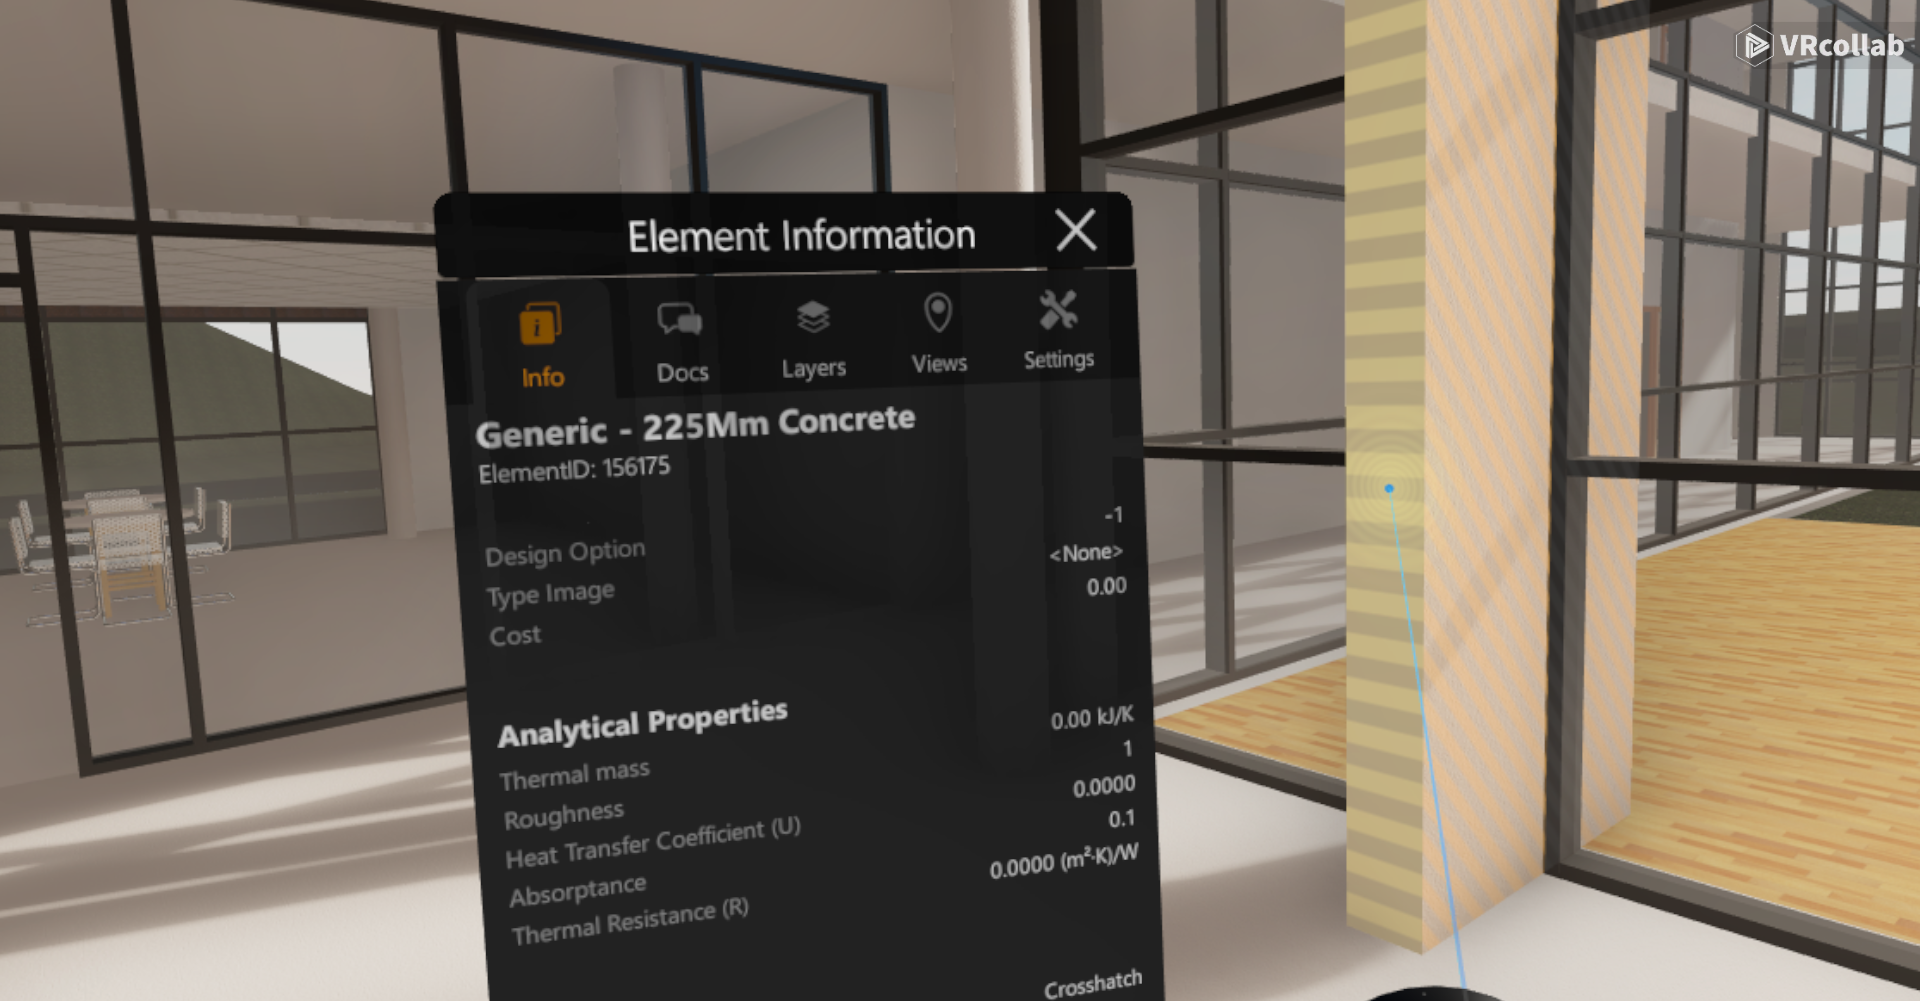 VRcollab
Element Information
Info
Docs
Layers
Views
Settings
Generic - 225Mm Concrete
ElementID: 156175
Design Option
-1
Type Image
<None>
Cost
0.00
Analytical Properties
Thermal mass
0.00 kJ/K
Roughness
1
Heat Transfer Coefficient (U)
0.0000
Absorptance
0.1
Thermal Resistance (R)
0.0000 (m²·K)/W
Crosshatch